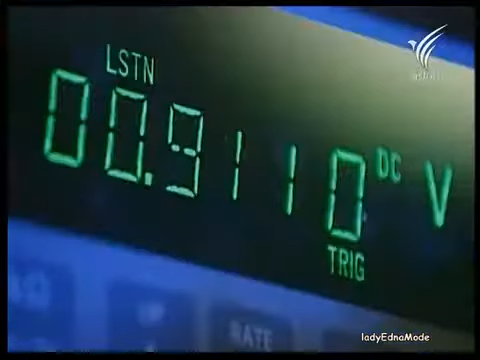 LSTN
00.9110 DC V
TRIG
RATE
ladyEdnaMode